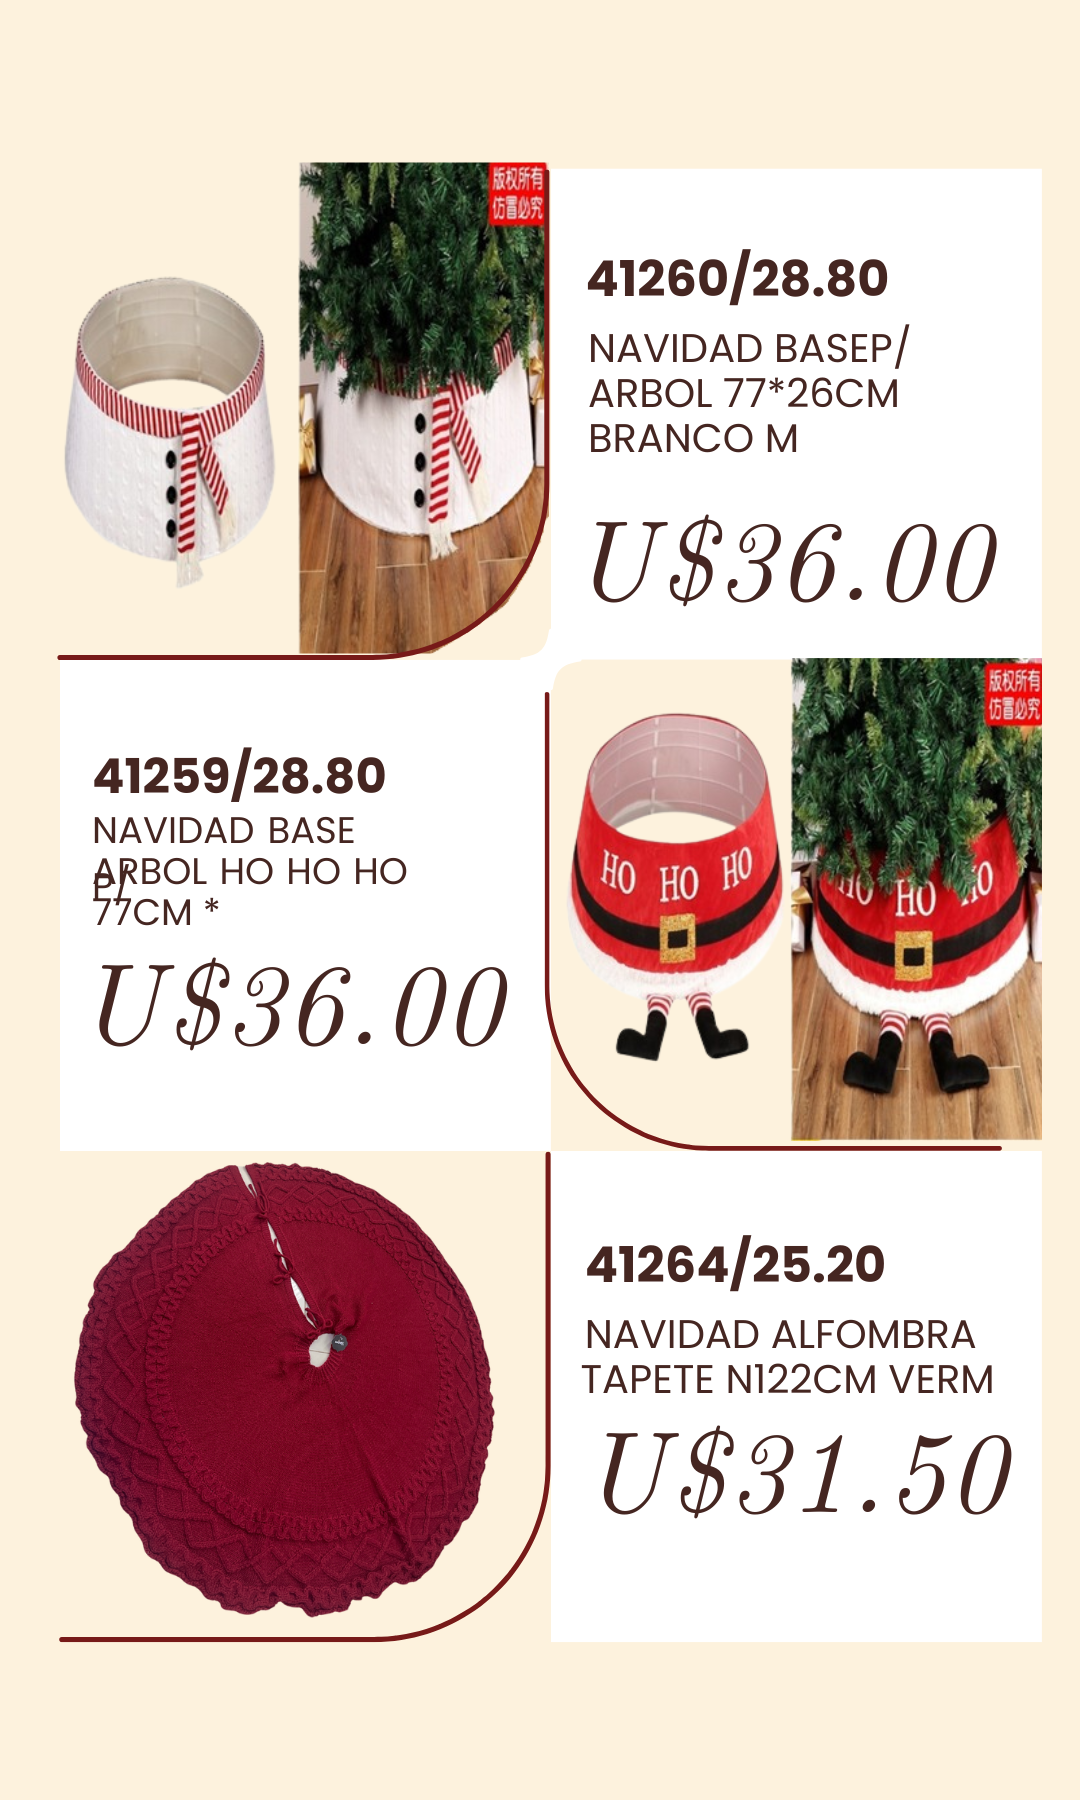 版权所有
仿冒必究
41260/28.80
NAVIDAD BASEP/
ARBOL 77*26CM
BRANCO M
U$36.00
41259/28.80
NAVIDAD BASE
P/
ARBOL HO HO HO
77CM *
U$36.00
版权所有
仿冒必究
HO HO HO
HO HO HO
41264/25.20
NAVIDAD ALFOMBRA
TAPETE N122CM VERM
U$31.50